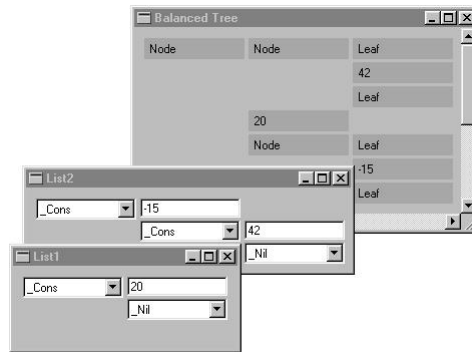 Balanced Tree
Node Node Leaf
42
Leaf
20
Node Leaf
-15
Leaf
List2
_Cons -15
_Cons 42
_Nil
List1
_Cons 20
_Nil